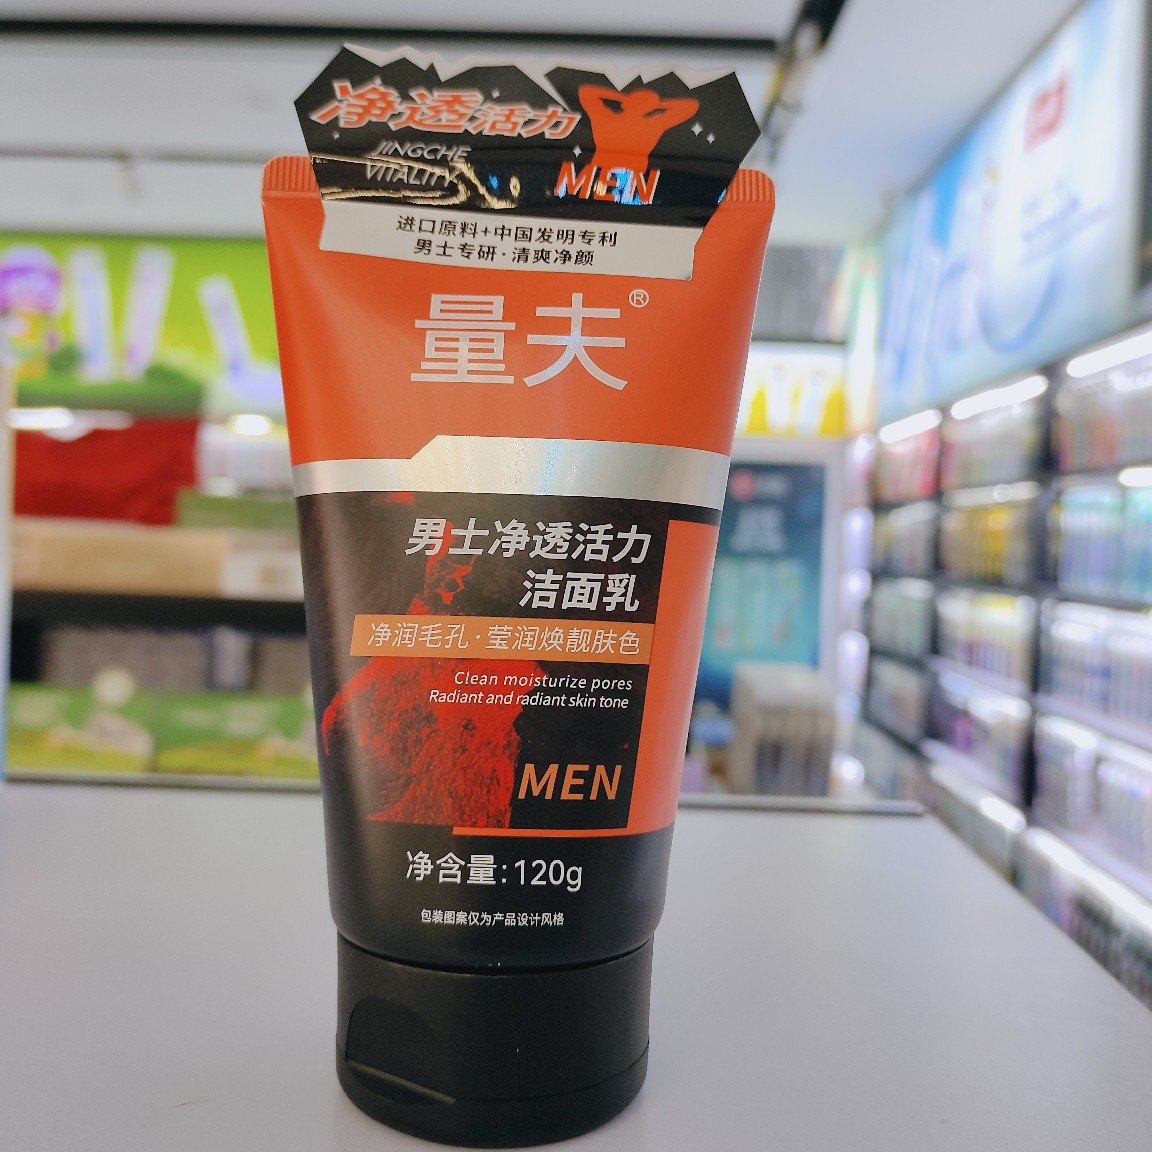 净透活力
JINGCHE
VITALITY
MEN
进口原料+中国发明专利
男士专研·清爽净颜
量夫®
男士净透活力
洁面乳
净润毛孔·莹润焕靓肤色
Clean moisturize pores
Radiant and radiant skin tone
MEN
净含量:120g
包装图案仅为产品设计风格